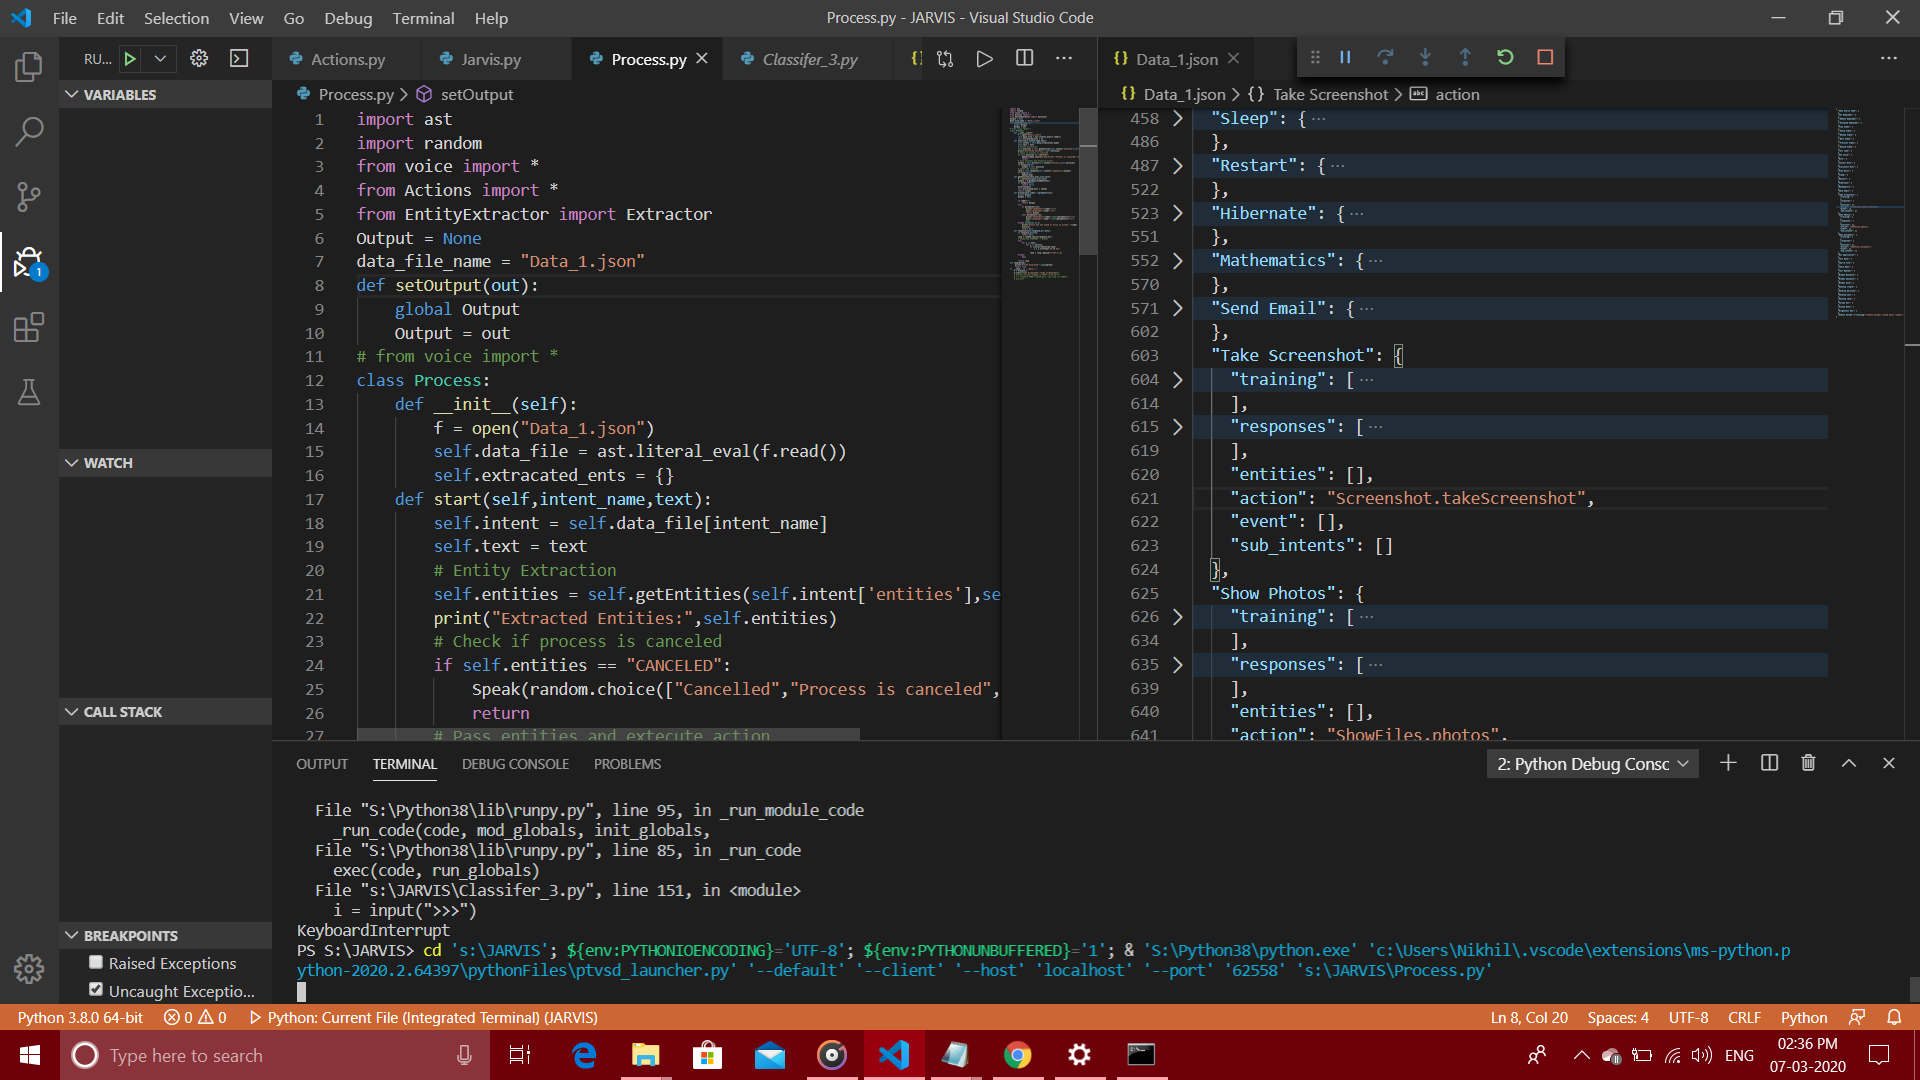 File Edit Selection View Go Debug Terminal Help
Process.py - JARVIS - Visual Studio Code
RU...
Actions.py
Jarvis.py
Process.py
Classifer_3.py
Data_1.json
VARIABLES
WATCH
CALL STACK
BREAKPOINTS
Raised Exceptions
Uncaught Exceptio...
1
Process.py > setOutput
1 import ast
2 import random
3 from voice import *
4 from Actions import *
5 from EntityExtractor import Extractor
6 Output = None
7 data_file_name = "Data_1.json"
8 def setOutput(out):
9 global Output
10 Output = out
11 # from voice import *
12 class Process:
13 def __init__(self):
14 f = open("Data_1.json")
15 self.data_file = ast.literal_eval(f.read())
16 self.extracated_ents = {}
17 def start(self,intent_name,text):
18 self.intent = self.data_file[intent_name]
19 self.text = text
20 # Entity Extraction
21 self.entities = self.getEntities(self.intent['entities'],se
22 print("Extracted Entities:",self.entities)
23 # Check if process is canceled
24 if self.entities == "CANCELED":
25 Speak(random.choice(["Cancelled","Process is canceled",
26 return
27 # Pass entities and extecute action
Data_1.json > {} Take Screenshot > action
458 "Sleep": { ...
486 },
487 "Restart": { ...
522 },
523 "Hibernate": { ...
551 },
552 "Mathematics": { ...
570 },
571 "Send Email": { ...
602 },
603 "Take Screenshot": {
604 "training": [ ...
614 ],
615 "responses": [ ...
619 ],
620 "entities": [],
621 "action": "Screenshot.takeScreenshot",
622 "event": [],
623 "sub_intents": []
624 },
625 "Show Photos": {
626 "training": [ ...
634 ],
635 "responses": [ ...
639 ],
640 "entities": [],
641 "action": "ShowFiles.photos",
OUTPUT TERMINAL DEBUG CONSOLE PROBLEMS
2: Python Debug Consc
File "S:\Python38\lib\runpy.py", line 95, in _run_module_code
_run_code(code, mod_globals, init_globals,
File "S:\Python38\lib\runpy.py", line 85, in _run_code
exec(code, run_globals)
File "s:\JARVIS\Classifer_3.py", line 151, in <module>
i = input(">>>")
KeyboardInterrupt
PS S:\JARVIS> cd 's:\JARVIS'; ${env:PYTHONIOENCODING}='UTF-8'; ${env:PYTHONUNBUFFERED}='1'; & 'S:\Python38\python.exe' 'c:\Users\Nikhil\.vscode\extensions\ms-python.p
ython-2020.2.64397\pythonFiles\ptvsd_launcher.py' '--default' '--client' '--host' 'localhost' '--port' '62558' 's:\JARVIS\Process.py'
Python 3.8.0 64-bit 0 0 Python: Current File (Integrated Terminal) (JARVIS)
Ln 8, Col 20 Spaces: 4 UTF-8 CRLF Python
Type here to search
ENG
02:36 PM
07-03-2020